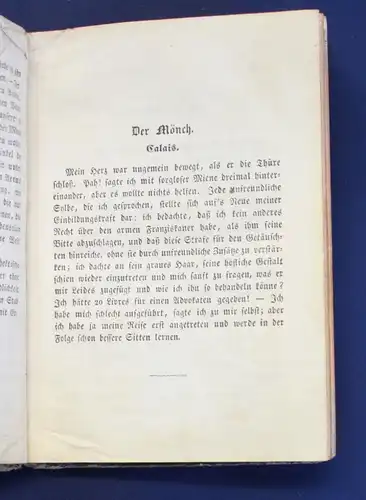 Der Mönch.
Calais.
Mein Herz war ungemein bewegt, als er die Thüre
schloß. Pah! sagte ich mit sorgloser Miene dreimal hinter-
einander, aber es wollte nichts helfen. Jede unfreundliche
Silbe, die ich gesprochen, stellte sich auf's Neue meiner
Einbildungskraft dar: ich bedachte, daß ich kein anderes
Recht über den armen Franziskaner habe, als ihm seine
Bitte abzuschlagen, und daß diese Strafe für den Getäusch-
ten hinreiche, ohne sie durch unfreundliche Zusätze zu verstär-
ken; ich dachte an sein graues Haar, seine höfliche Gestalt
schien wieder einzutreten und mich sanft zu fragen, was er
mir Leides zugefügt und wie ich ihn so behandeln könne?
Ich hätte 20 Livres für einen Advokaten gegeben! — Ich
habe mich schlecht aufgeführt, sagte ich zu mir selbst; aber
ich habe ja meine Reise erst angetreten und werde in der
Folge schon bessere Sitten lernen.